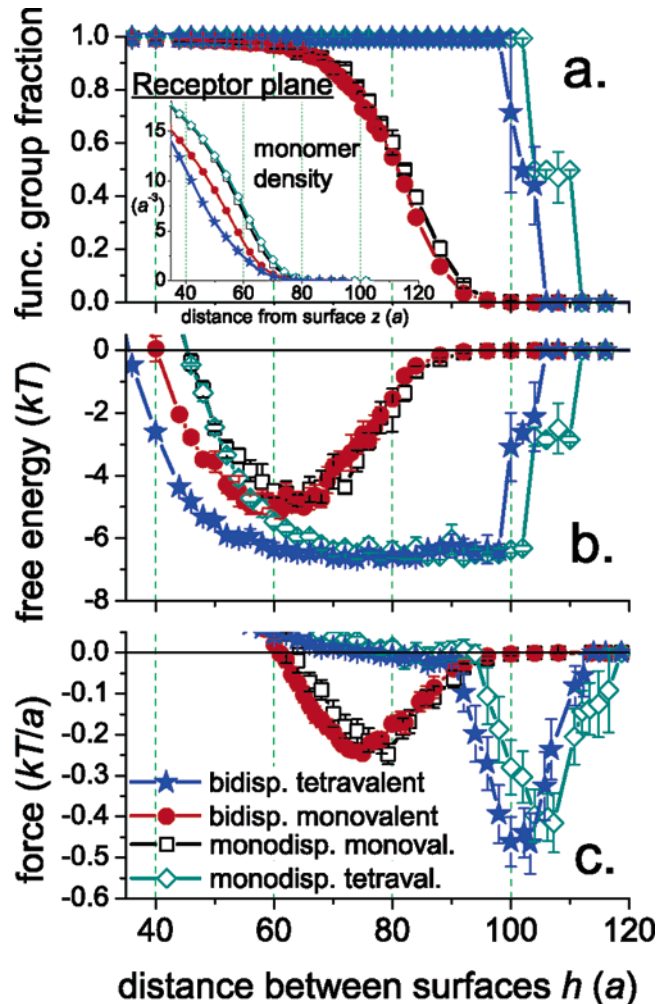 1.0
0.8
0.6
0.4
0.2
0.0
func. group fraction
a.
Receptor plane
monomer
density
15
10
5
0
(a⁻³)
40 60 80 100 120
distance from surface z (a)
0
-2
-4
-6
-8
free energy (kT)
b.
0.0
-0.1
-0.2
-0.3
-0.4
-0.5
-0.6
force (kT/a)
bidisp. tetravalent
bidisp. monovalent
monodisp. monoval.
monodisp. tetraval.
c.
40 60 80 100 120
distance between surfaces h (a)